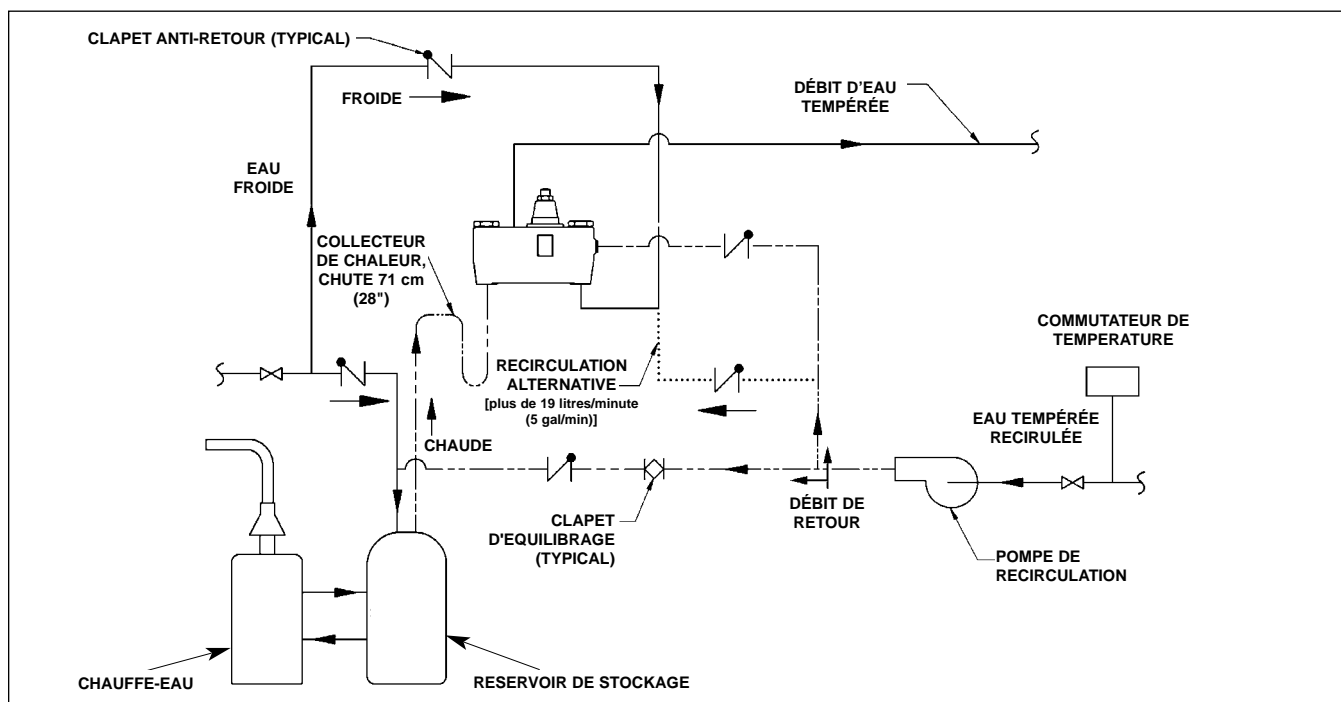 CLAPET ANTI-RETOUR (TYPICAL)
FROIDE
DÉBIT D'EAU
TEMPÉRÉE
EAU
FROIDE
COLLECTEUR
DE CHALEUR,
CHUTE 71 cm
(28")
COMMUTATEUR DE
TEMPERATURE
RECIRCULATION
ALTERNATIVE
[plus de 19 litres/minute
(5 gal/min)]
EAU TEMPÉRÉE
RECIRULÉE
CHAUDE
DÉBIT DE
RETOUR
CLAPET
D'EQUILIBRAGE
(TYPICAL)
POMPE DE
RECIRCULATION
CHAUFFE-EAU
RESERVOIR DE STOCKAGE